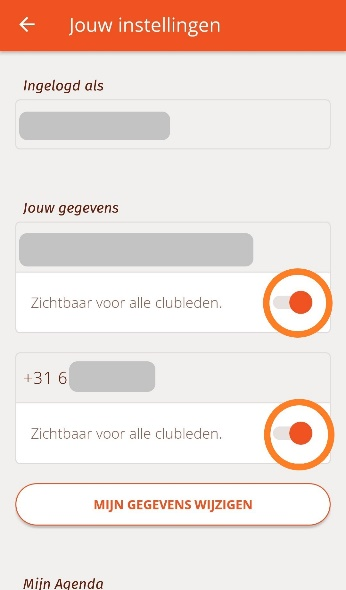 Jouw instellingen
Ingelogd als
Jouw gegevens
Zichtbaar voor alle clubleden.
+31 6
Zichtbaar voor alle clubleden.
MIJN GEGEVENS WIJZIGEN
Mijn Agenda